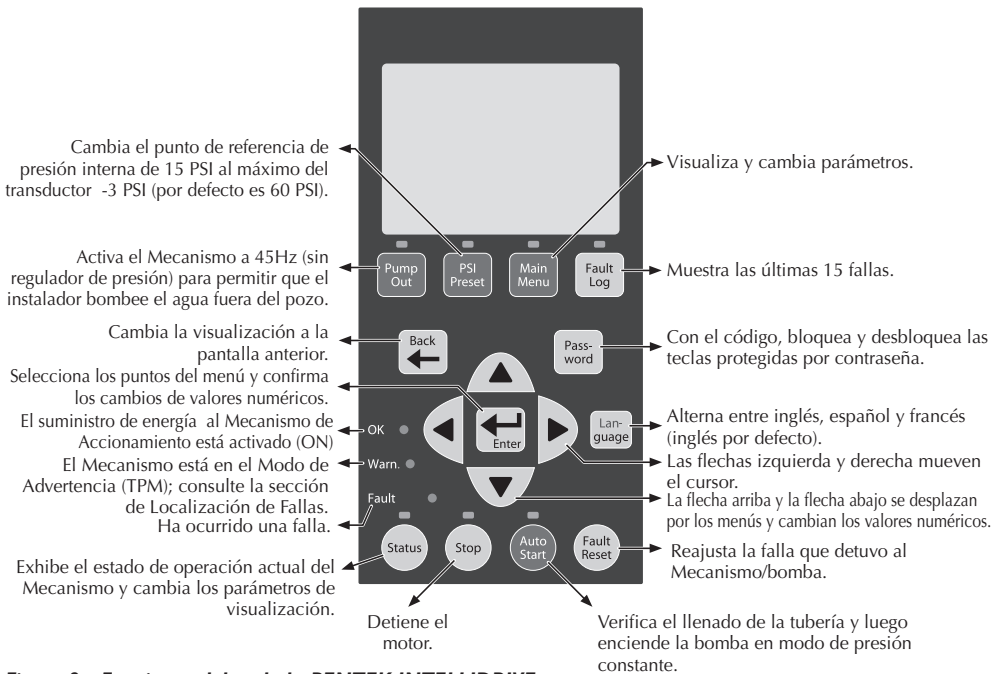 Cambia el punto de referencia de
presión interna de 15 PSI al máximo del
transductor -3 PSI (por defecto es 60 PSI).
Visualiza y cambia parámetros.
Activa el Mecanismo a 45Hz (sin
regulador de presión) para permitir que el
instalador bombee el agua fuera del pozo.
Pump
Out
PSI
Preset
Main
Menu
Fault
Log
Muestra las últimas 15 fallas.
Cambia la visualización a la
pantalla anterior.
Back
Pass-
word
Con el código, bloquea y desbloquea las
teclas protegidas por contraseña.
Selecciona los puntos del menú y confirma
los cambios de valores numéricos.
Enter
Lan-
guage
Alterna entre inglés, español y francés
(inglés por defecto).
El suministro de energía al Mecanismo de
Accionamiento está activado (ON)
OK
Las flechas izquierda y derecha mueven
el cursor.
El Mecanismo está en el Modo de
Advertencia (TPM); consulte la sección
de Localización de Fallas.
Warn.
La flecha arriba y la flecha abajo se desplazan
por los menús y cambian los valores numéricos.
Ha ocurrido una falla.
Fault
Status
Stop
Auto
Start
Fault
Reset
Reajusta la falla que detuvo al
Mecanismo/bomba.
Exhibe el estado de operación actual del
Mecanismo y cambia los parámetros de
visualización.
Detiene el
motor.
Verifica el llenado de la tubería y luego
enciende la bomba en modo de presión
constante.